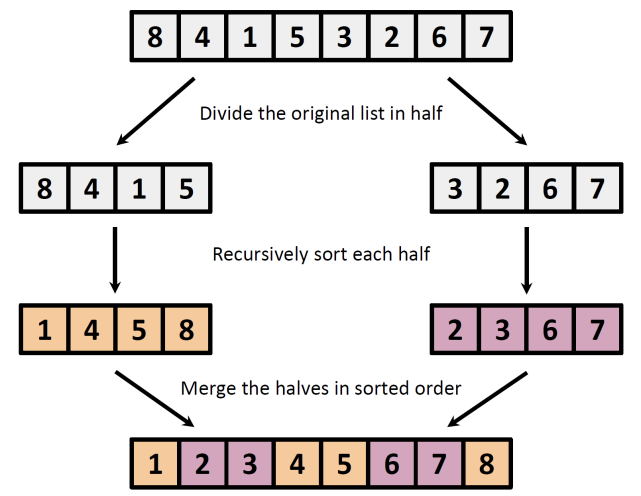 8 4 1 5 3 2 6 7
Divide the original list in half
8 4 1 5
3 2 6 7
Recursively sort each half
1 4 5 8
2 3 6 7
Merge the halves in sorted order
1 2 3 4 5 6 7 8